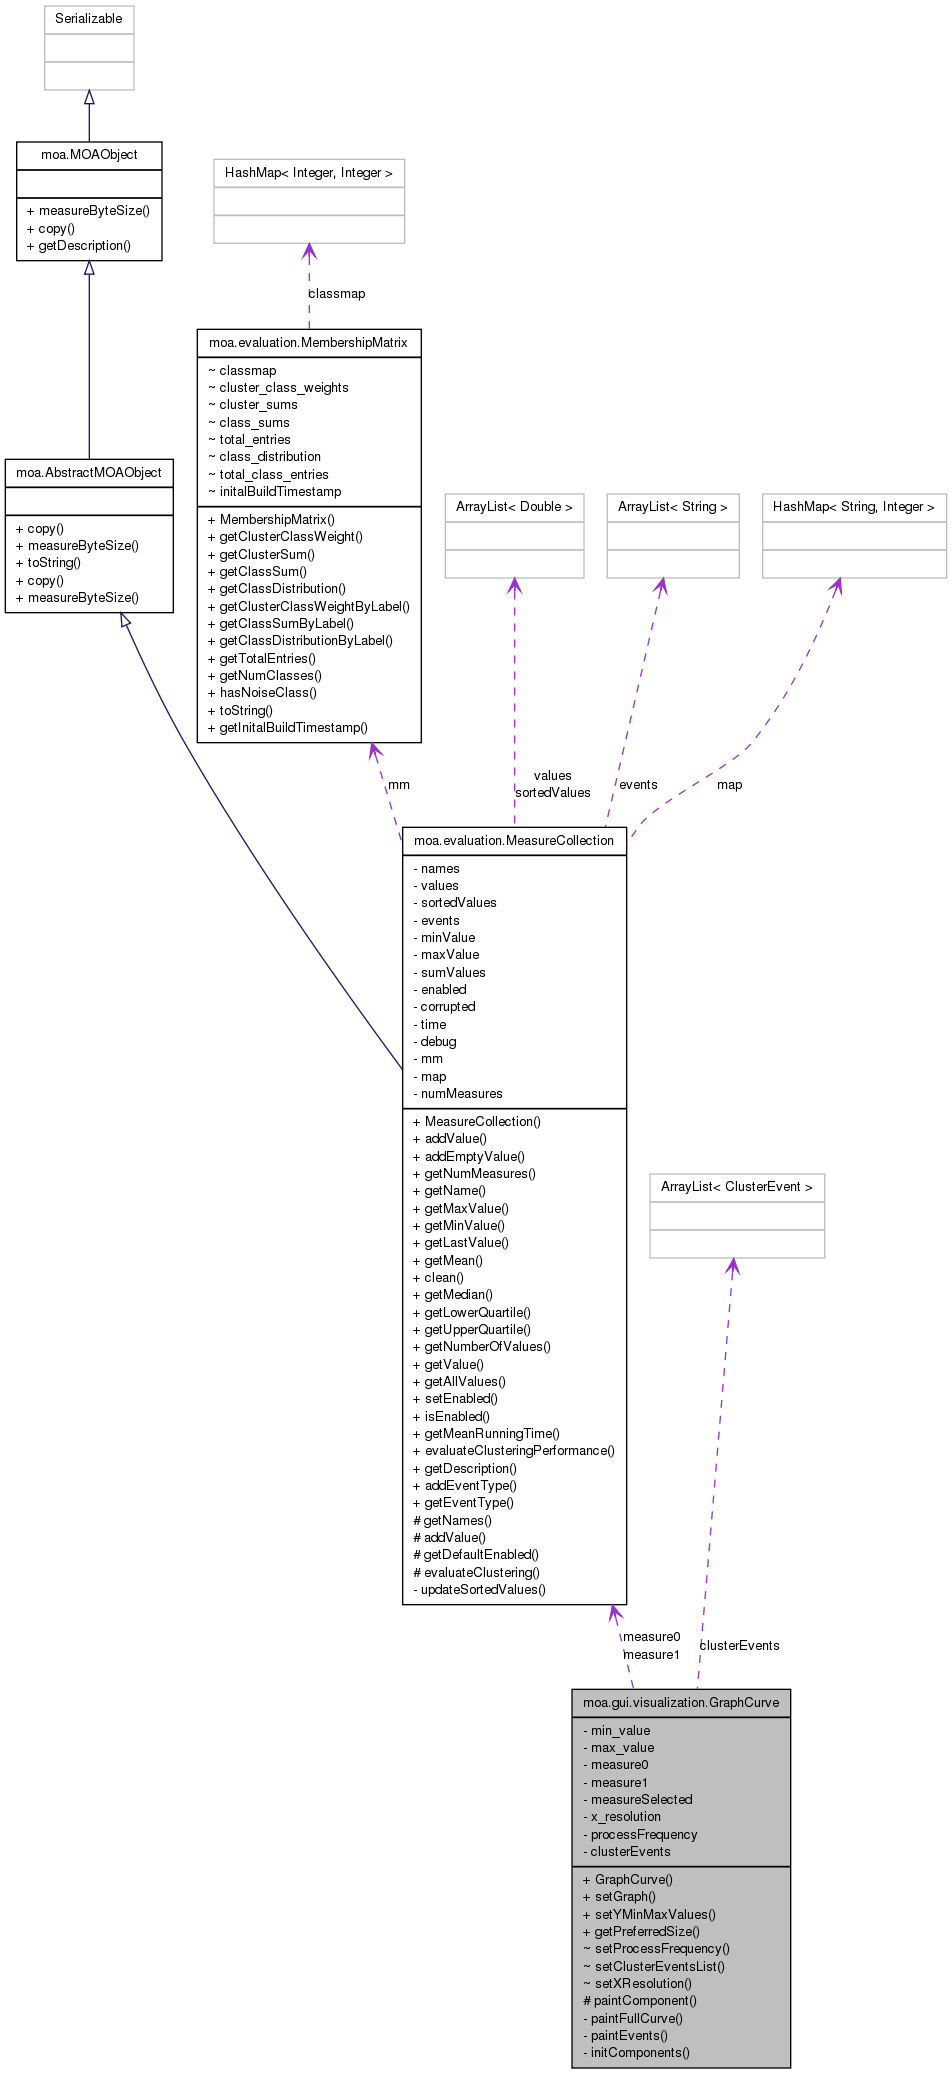 Serializable
moa.MOAObject
+ measureByteSize()
+ copy()
+ getDescription()
HashMap< Integer, Integer >
classmap
moa.evaluation.MembershipMatrix
~ classmap
~ cluster_class_weights
~ cluster_sums
~ class_sums
~ total_entries
~ class_distribution
~ total_class_entries
~ initalBuildTimestamp
+ MembershipMatrix()
+ getClusterClassWeight()
+ getClusterSum()
+ getClassSum()
+ getClassDistribution()
+ getClusterClassWeightByLabel()
+ getClassSumByLabel()
+ getClassDistributionByLabel()
+ getTotalEntries()
+ getNumClasses()
+ hasNoiseClass()
+ toString()
+ getInitalBuildTimestamp()
moa.AbstractMOAObject
+ copy()
+ measureByteSize()
+ toString()
+ copy()
+ measureByteSize()
ArrayList< Double >
ArrayList< String >
HashMap< String, Integer >
mm
values
sortedValues
events
map
moa.evaluation.MeasureCollection
- names
- values
- sortedValues
- events
- minValue
- maxValue
- sumValues
- enabled
- corrupted
- time
- debug
- mm
- map
- numMeasures
+ MeasureCollection()
+ addValue()
+ addEmptyValue()
+ getNumMeasures()
+ getName()
+ getMaxValue()
+ getMinValue()
+ getLastValue()
+ getMean()
+ clean()
+ getMedian()
+ getLowerQuartile()
+ getUpperQuartile()
+ getNumberOfValues()
+ getValue()
+ getAllValues()
+ setEnabled()
+ isEnabled()
+ getMeanRunningTime()
+ evaluateClusteringPerformance()
+ getDescription()
+ addEventType()
+ getEventType()
# getNames()
# addValue()
# getDefaultEnabled()
# evaluateClustering()
- updateSortedValues()
ArrayList< ClusterEvent >
measure0
measure1
clusterEvents
moa.gui.visualization.GraphCurve
- min_value
- max_value
- measure0
- measure1
- measureSelected
- x_resolution
- processFrequency
- clusterEvents
+ GraphCurve()
+ setGraph()
+ setYMinMaxValues()
+ getPreferredSize()
~ setProcessFrequency()
~ setClusterEventsList()
~ setXResolution()
# paintComponent()
- paintFullCurve()
- paintEvents()
- initComponents()